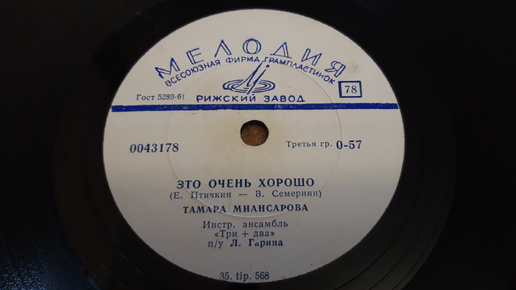 МЕЛОДИЯ
ВСЕСОЮЗНАЯ ФИРМА ГРАМПЛАСТИНОК
78
Гост 5289-61
РИЖСКИЙ ЗАВОД
0043178
Третья гр. 0-57
ЭТО ОЧЕНЬ ХОРОШО
(Е. Птичкин — В. Семернин)
ТАМАРА МИАНСАРОВА
Инстр. ансамбль
«Три + два»
п/у Л. Гарина
35. tip. 568